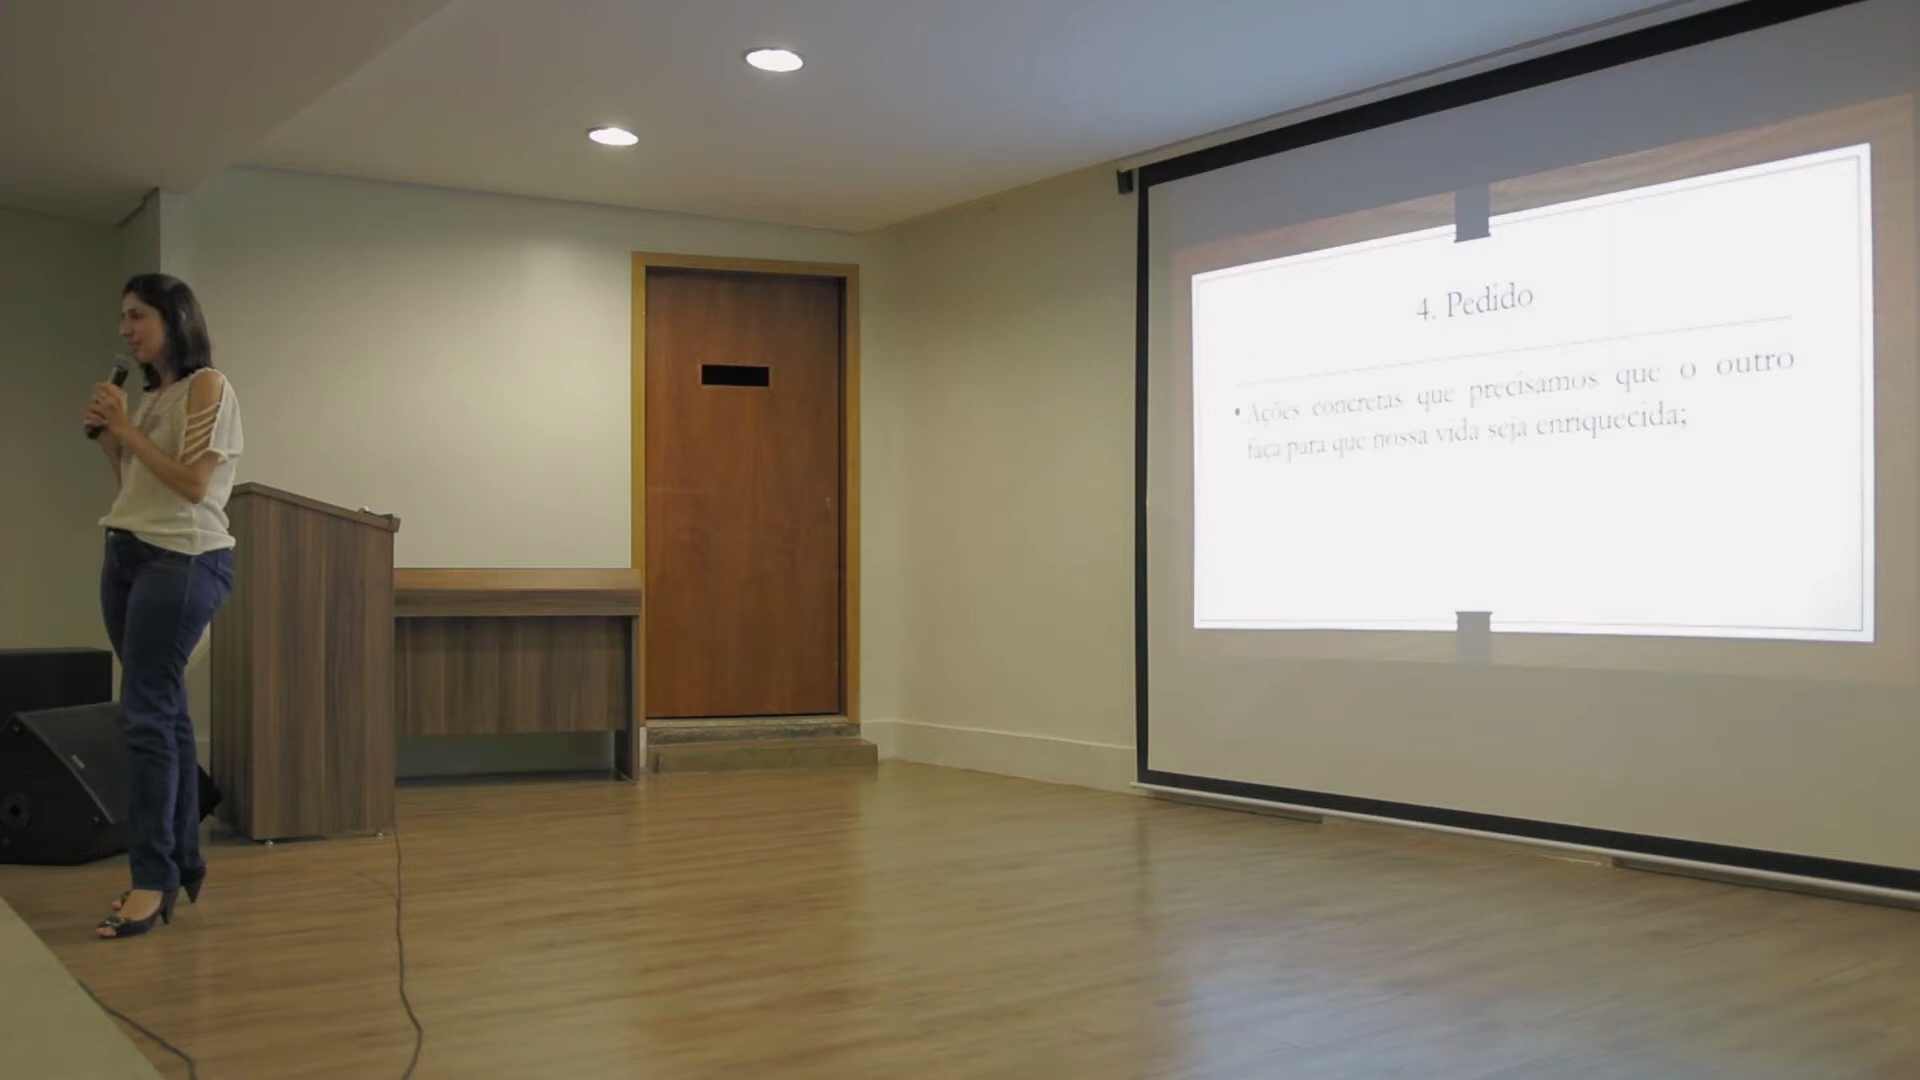 4. Pedido
• Ações concretas que precisamos que o outro
faça para que nossa vida seja enriquecida;